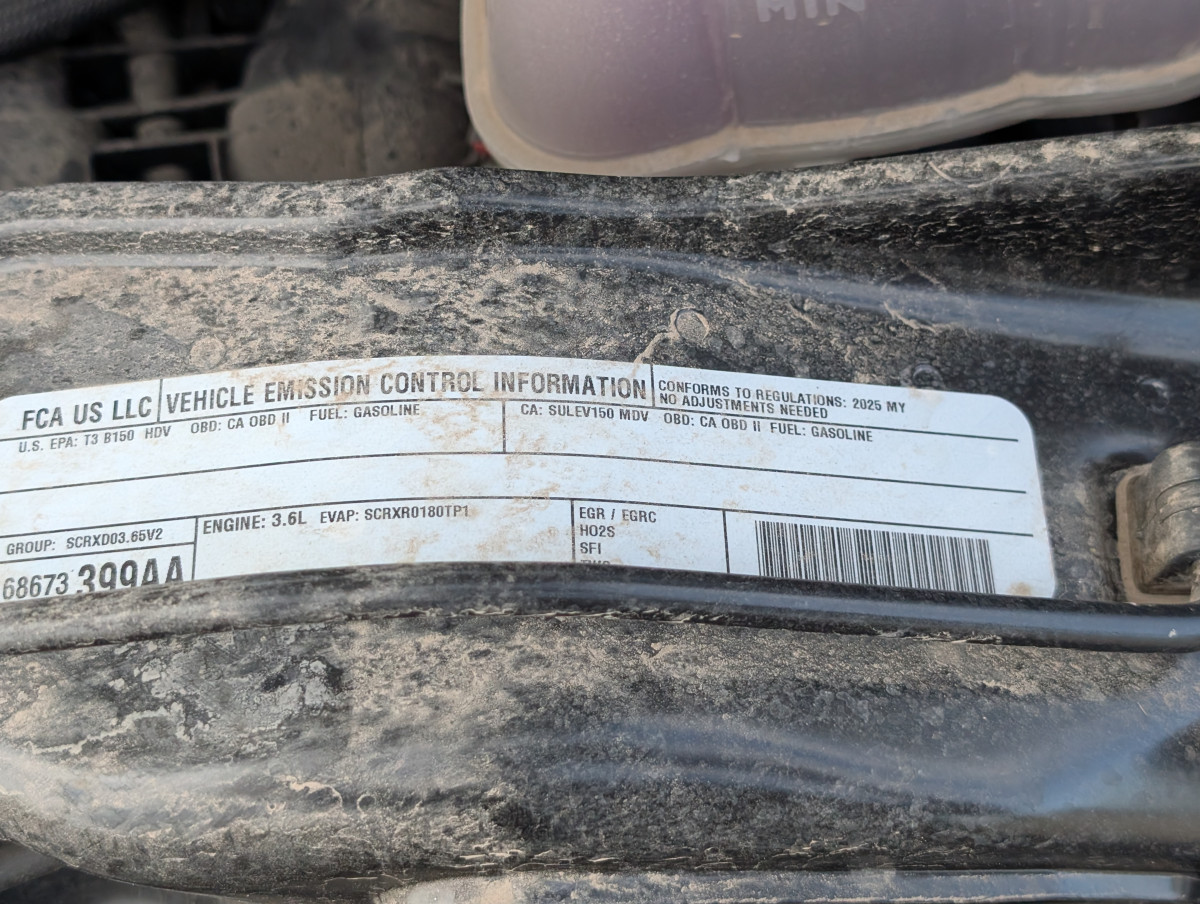 MIN
FCA US LLC
VEHICLE EMISSION CONTROL INFORMATION
CONFORMS TO REGULATIONS: 2025 MY
NO ADJUSTMENTS NEEDED
U.S. EPA: T3 B150 HDV OBD: CA OBD II FUEL: GASOLINE
CA: SULEV150 MDV OBD: CA OBD II FUEL: GASOLINE
GROUP: SCRXD03.65V2
68673 399AA
ENGINE: 3.6L EVAP: SCRXR0180TP1
EGR / EGRC
HO2S
SFI